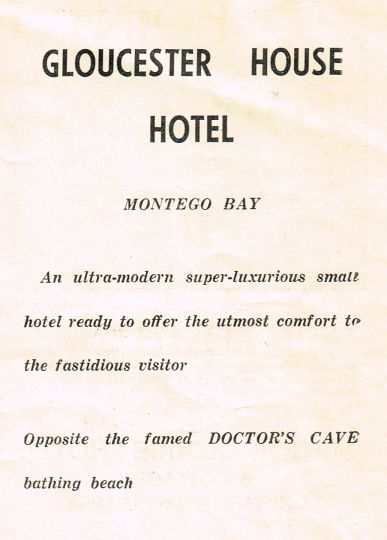 GLOUCESTER HOUSE
HOTEL
MONTEGO BAY
An ultra-modern super-luxurious small
hotel ready to offer the utmost comfort to
the fastidious visitor
Opposite the famed DOCTOR'S CAVE
bathing beach